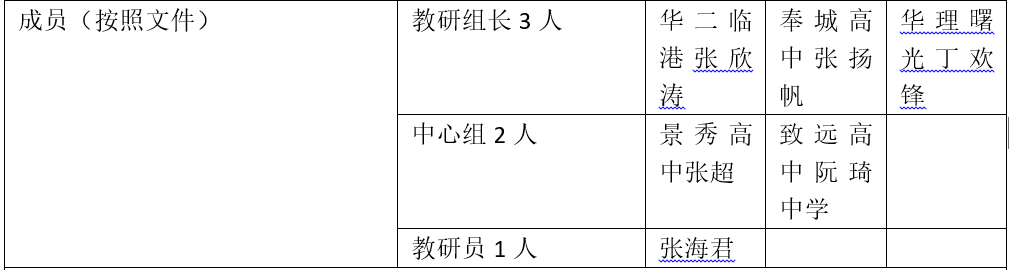 成员（按照文件）
教研组长 3 人
华二临
港张欣
涛
奉城高
中张扬
帆
华理曙
光丁欢
锋
中心组 2 人
景秀高
中张超
致远高
中阮琦
中学
教研员 1 人
张海君